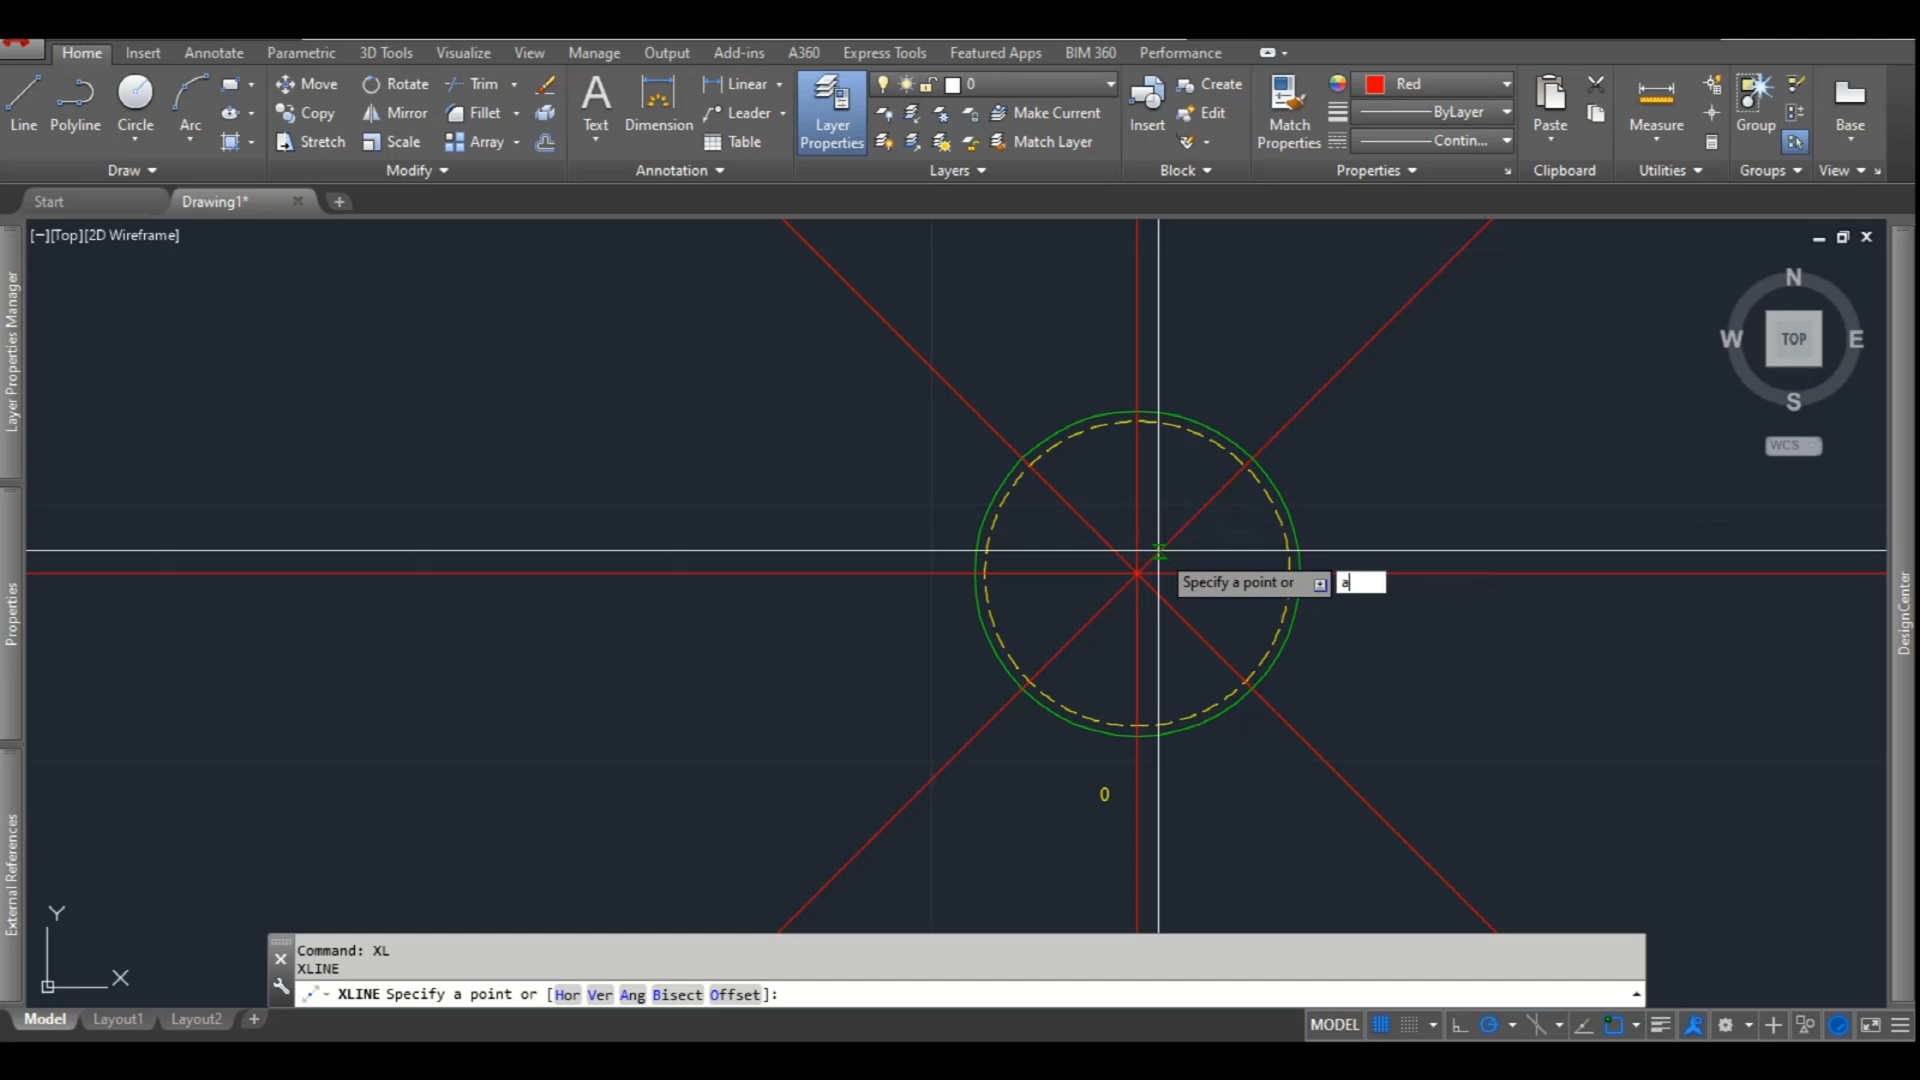 Home Insert Annotate Parametric 3D Tools Visualize View Manage Output Add-ins A360 Express Tools Featured Apps BIM 360 Performance
Line Polyline Circle Arc
Move Rotate Trim
Copy Mirror Fillet
Stretch Scale Array
Text Dimension
Linear
Leader
Table
Layer
Properties
0
Make Current
Match Layer
Insert
Create
Edit
Match
Properties
Red
ByLayer
Contin...
Paste
Measure
Group
Base
Draw Modify Annotation Layers Block Properties Clipboard Utilities Groups View
Start Drawing1* +
[−][Top][2D Wireframe]
Layer Properties Manager
Properties
External References
DesignCenter
N
W TOP E
S
WCS
Specify a point or a
0
Y
X
Command: XL
XLINE
XLINE Specify a point or [Hor Ver Ang Bisect Offset]:
Model Layout1 Layout2 +
MODEL